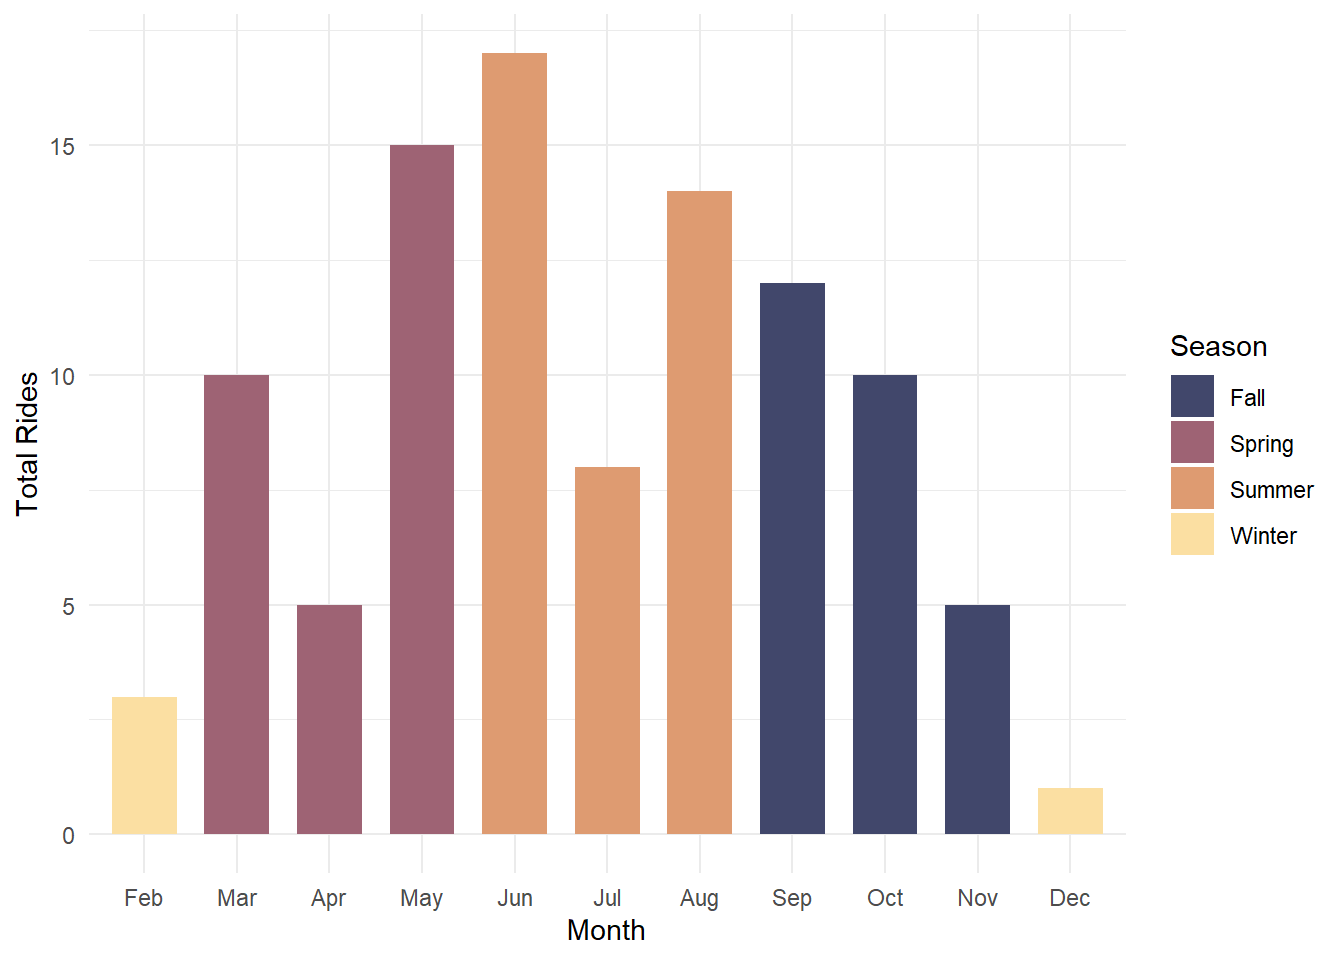 15
10
5
0
Total Rides
Feb Mar Apr May Jun Jul Aug Sep Oct Nov Dec
Month
Season
Fall
Spring
Summer
Winter